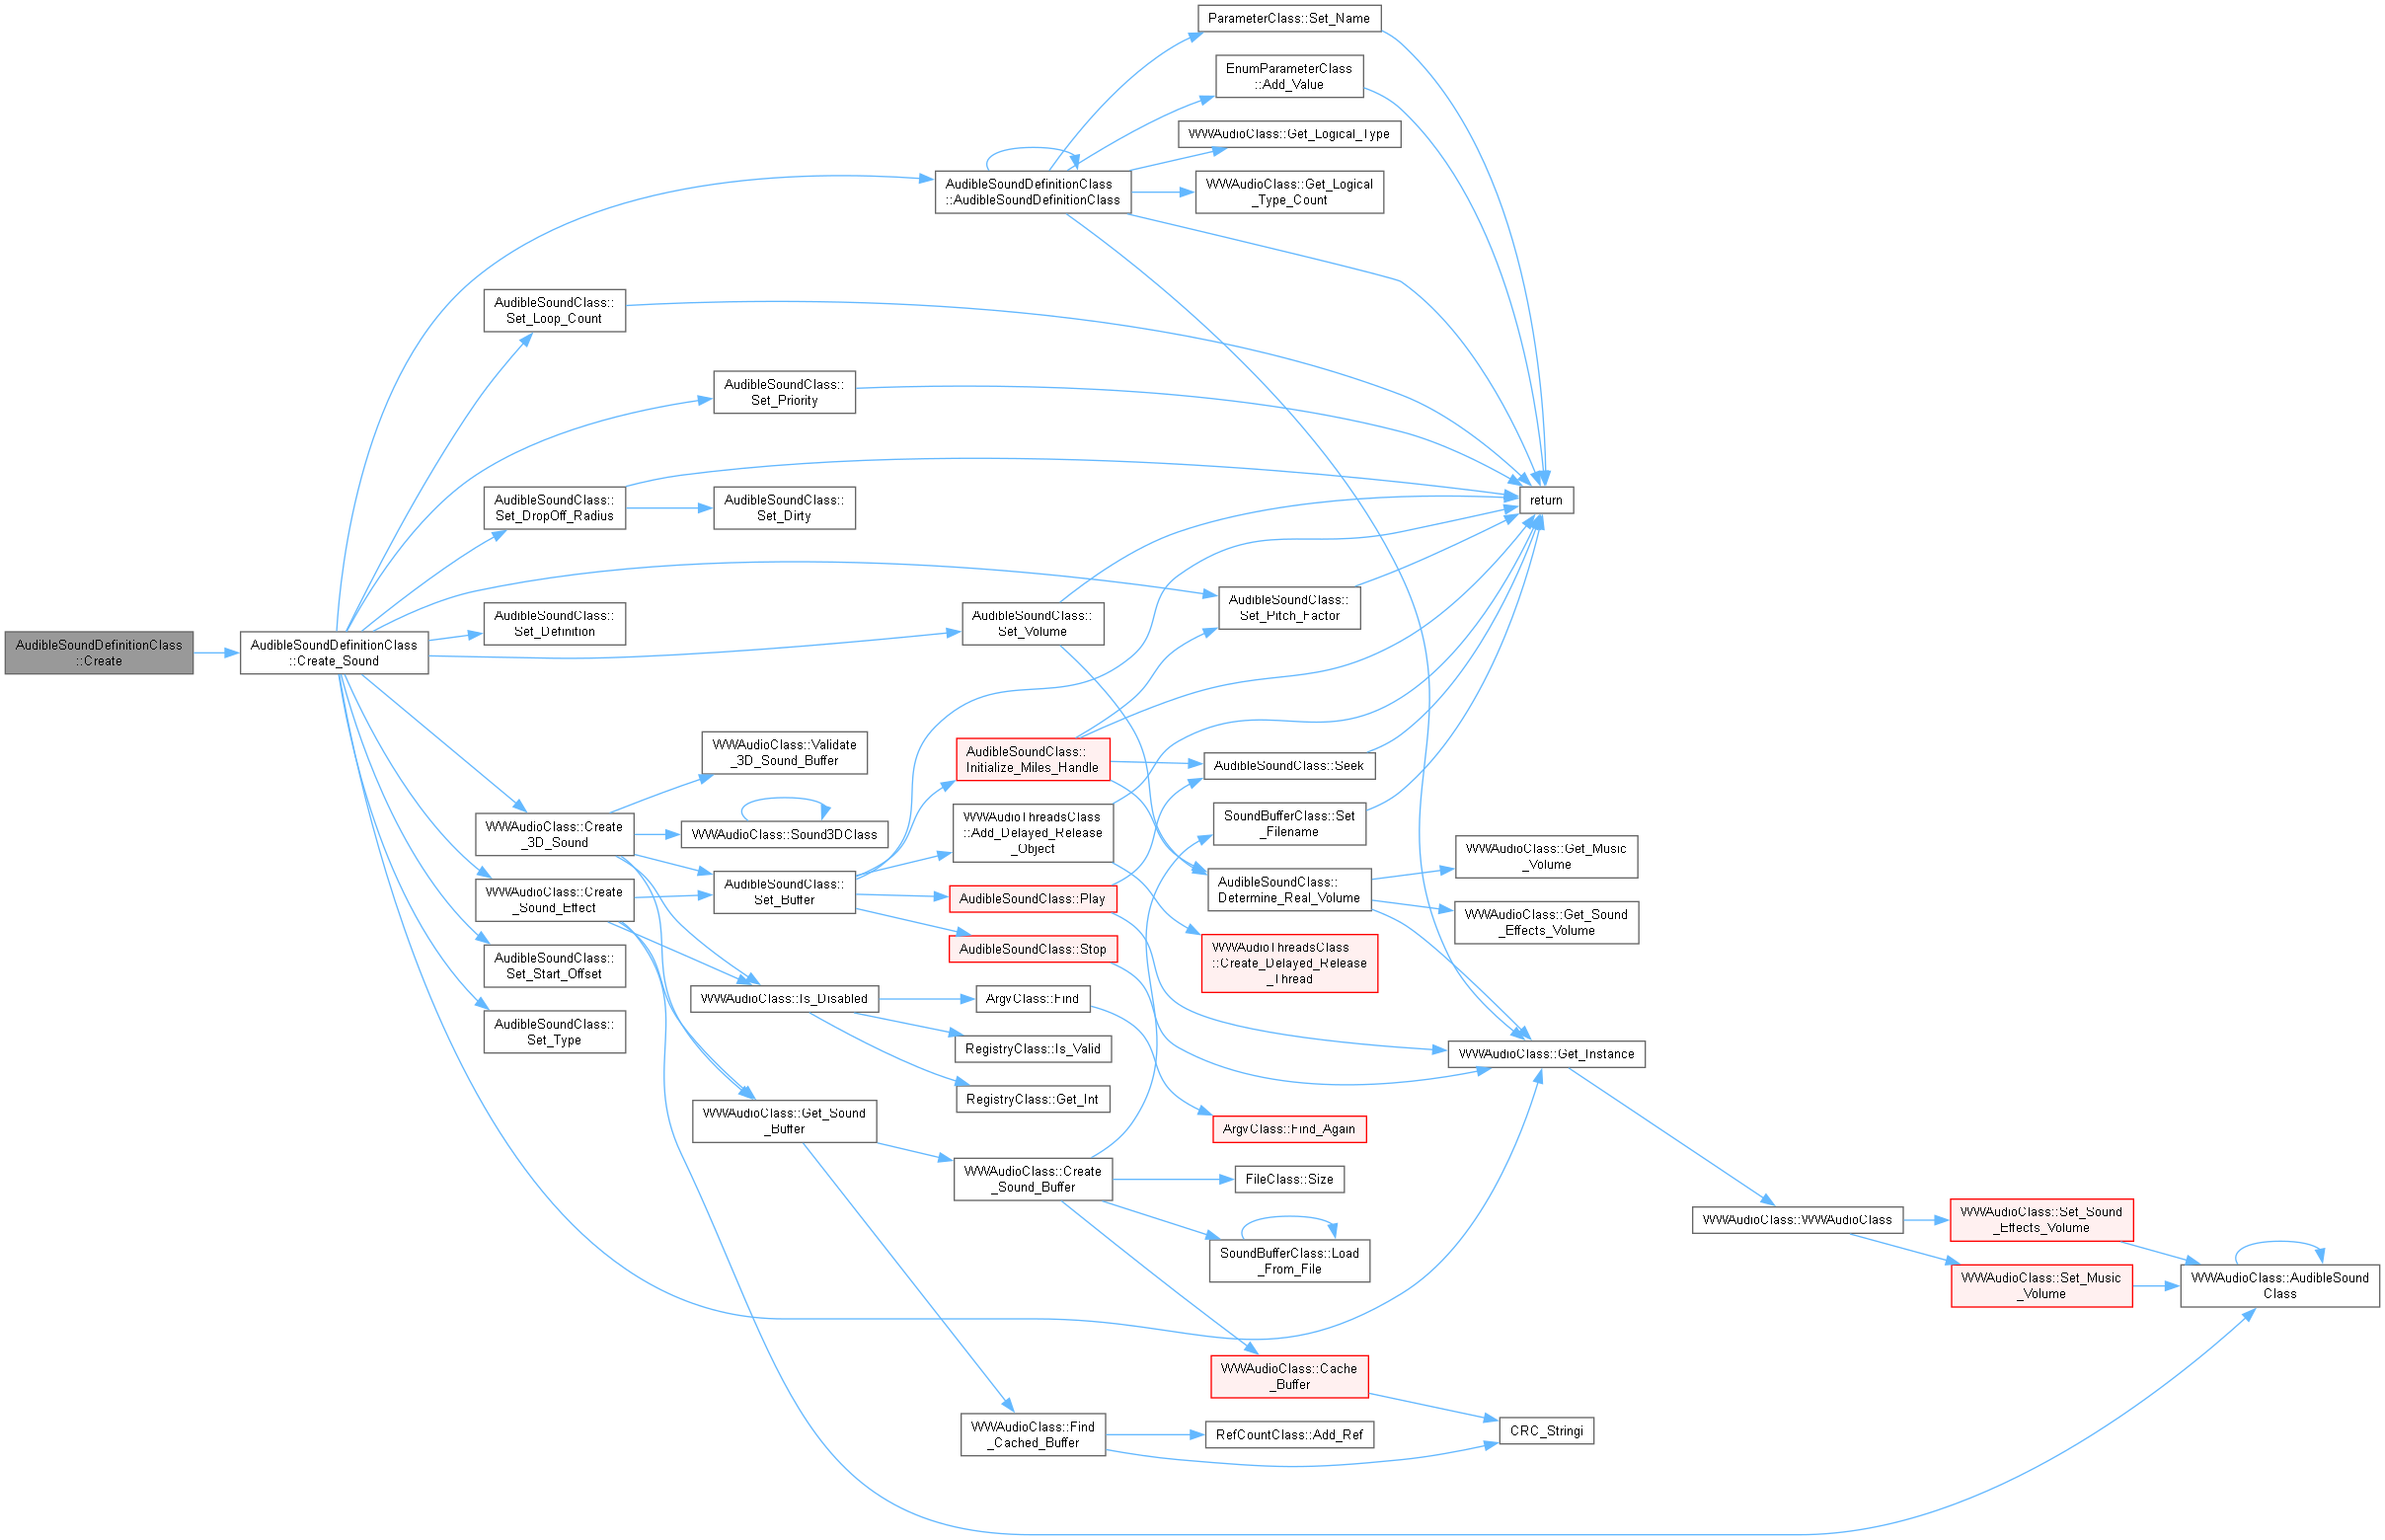 ParameterClass::Set_Name
EnumParameterClass
::Add_Value
WWAudioClass::Get_Logical_Type
AudibleSoundDefinitionClass
::AudibleSoundDefinitionClass
WWAudioClass::Get_Logical
_Type_Count
AudibleSoundClass::
Set_Loop_Count
AudibleSoundClass::
Set_Priority
AudibleSoundClass::
Set_DropOff_Radius
AudibleSoundClass::
Set_Dirty
return
AudibleSoundClass::
Set_Definition
AudibleSoundClass::
Set_Volume
AudibleSoundClass::
Set_Pitch_Factor
AudibleSoundDefinitionClass
::Create
AudibleSoundDefinitionClass
::Create_Sound
WWAudioClass::Validate
_3D_Sound_Buffer
AudibleSoundClass::
Initialize_Miles_Handle
AudibleSoundClass::Seek
WWAudioClass::Create
_3D_Sound
WWAudioClass::Sound3DClass
WWAudioThreadsClass
::Add_Delayed_Release
_Object
SoundBufferClass::Set
_Filename
WWAudioClass::Get_Music
_Volume
WWAudioClass::Create
_Sound_Effect
AudibleSoundClass::
Set_Buffer
AudibleSoundClass::Play
AudibleSoundClass::
Determine_Real_Volume
WWAudioClass::Get_Sound
_Effects_Volume
AudibleSoundClass::Stop
WWAudioThreadsClass
::Create_Delayed_Release
_Thread
AudibleSoundClass::
Set_Start_Offset
WWAudioClass::Is_Disabled
ArgvClass::Find
AudibleSoundClass::
Set_Type
RegistryClass::Is_Valid
WWAudioClass::Get_Instance
RegistryClass::Get_Int
WWAudioClass::Get_Sound
_Buffer
ArgvClass::Find_Again
WWAudioClass::Create
_Sound_Buffer
FileClass::Size
SoundBufferClass::Load
_From_File
WWAudioClass::WWAudioClass
WWAudioClass::Set_Sound
_Effects_Volume
WWAudioClass::Set_Music
_Volume
WWAudioClass::AudibleSound
Class
WWAudioClass::Cache
_Buffer
WWAudioClass::Find
_Cached_Buffer
RefCountClass::Add_Ref
CRC_Stringi